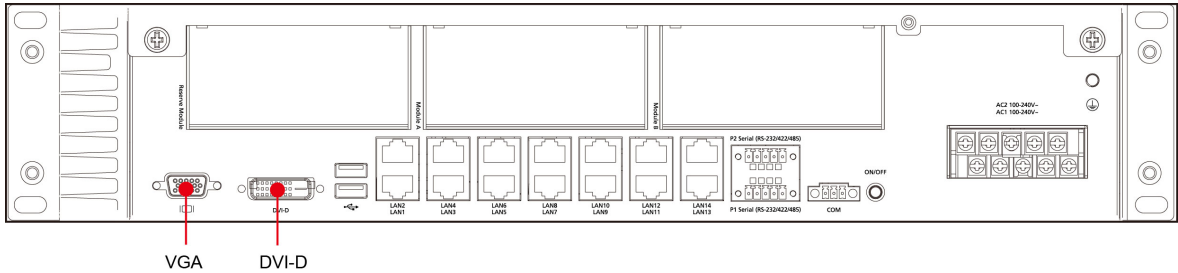 Reserve Module
Module A
Module B
AC2 100-240V~
AC1 100-240V~
P2 Serial (RS-232/422/485)
ON/OFF
DVI-D
LAN2
LAN1
LAN4
LAN3
LAN6
LAN5
LAN8
LAN7
LAN10
LAN9
LAN12
LAN11
LAN14
LAN13
P1 Serial (RS-232/422/485)
COM
VGA
DVI-D